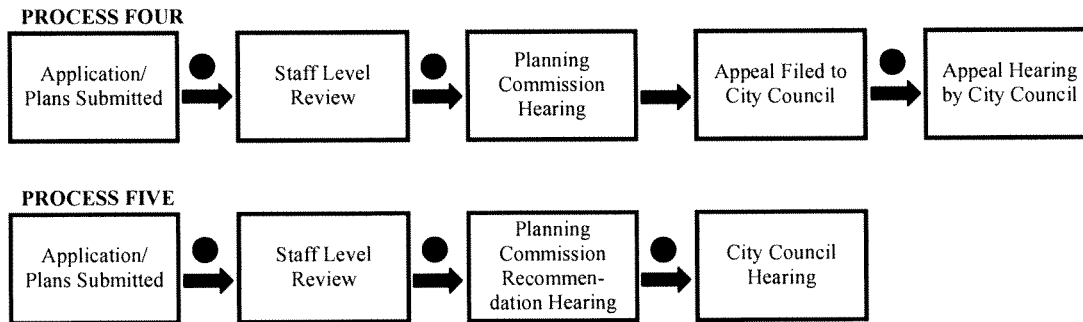 PROCESS FOUR
Application/
Plans Submitted
Staff Level
Review
Planning
Commission
Hearing
Appeal Filed to
City Council
Appeal Hearing
by City Council
PROCESS FIVE
Application/
Plans Submitted
Staff Level
Review
Planning
Commission
Recommen-
dation Hearing
City Council
Hearing